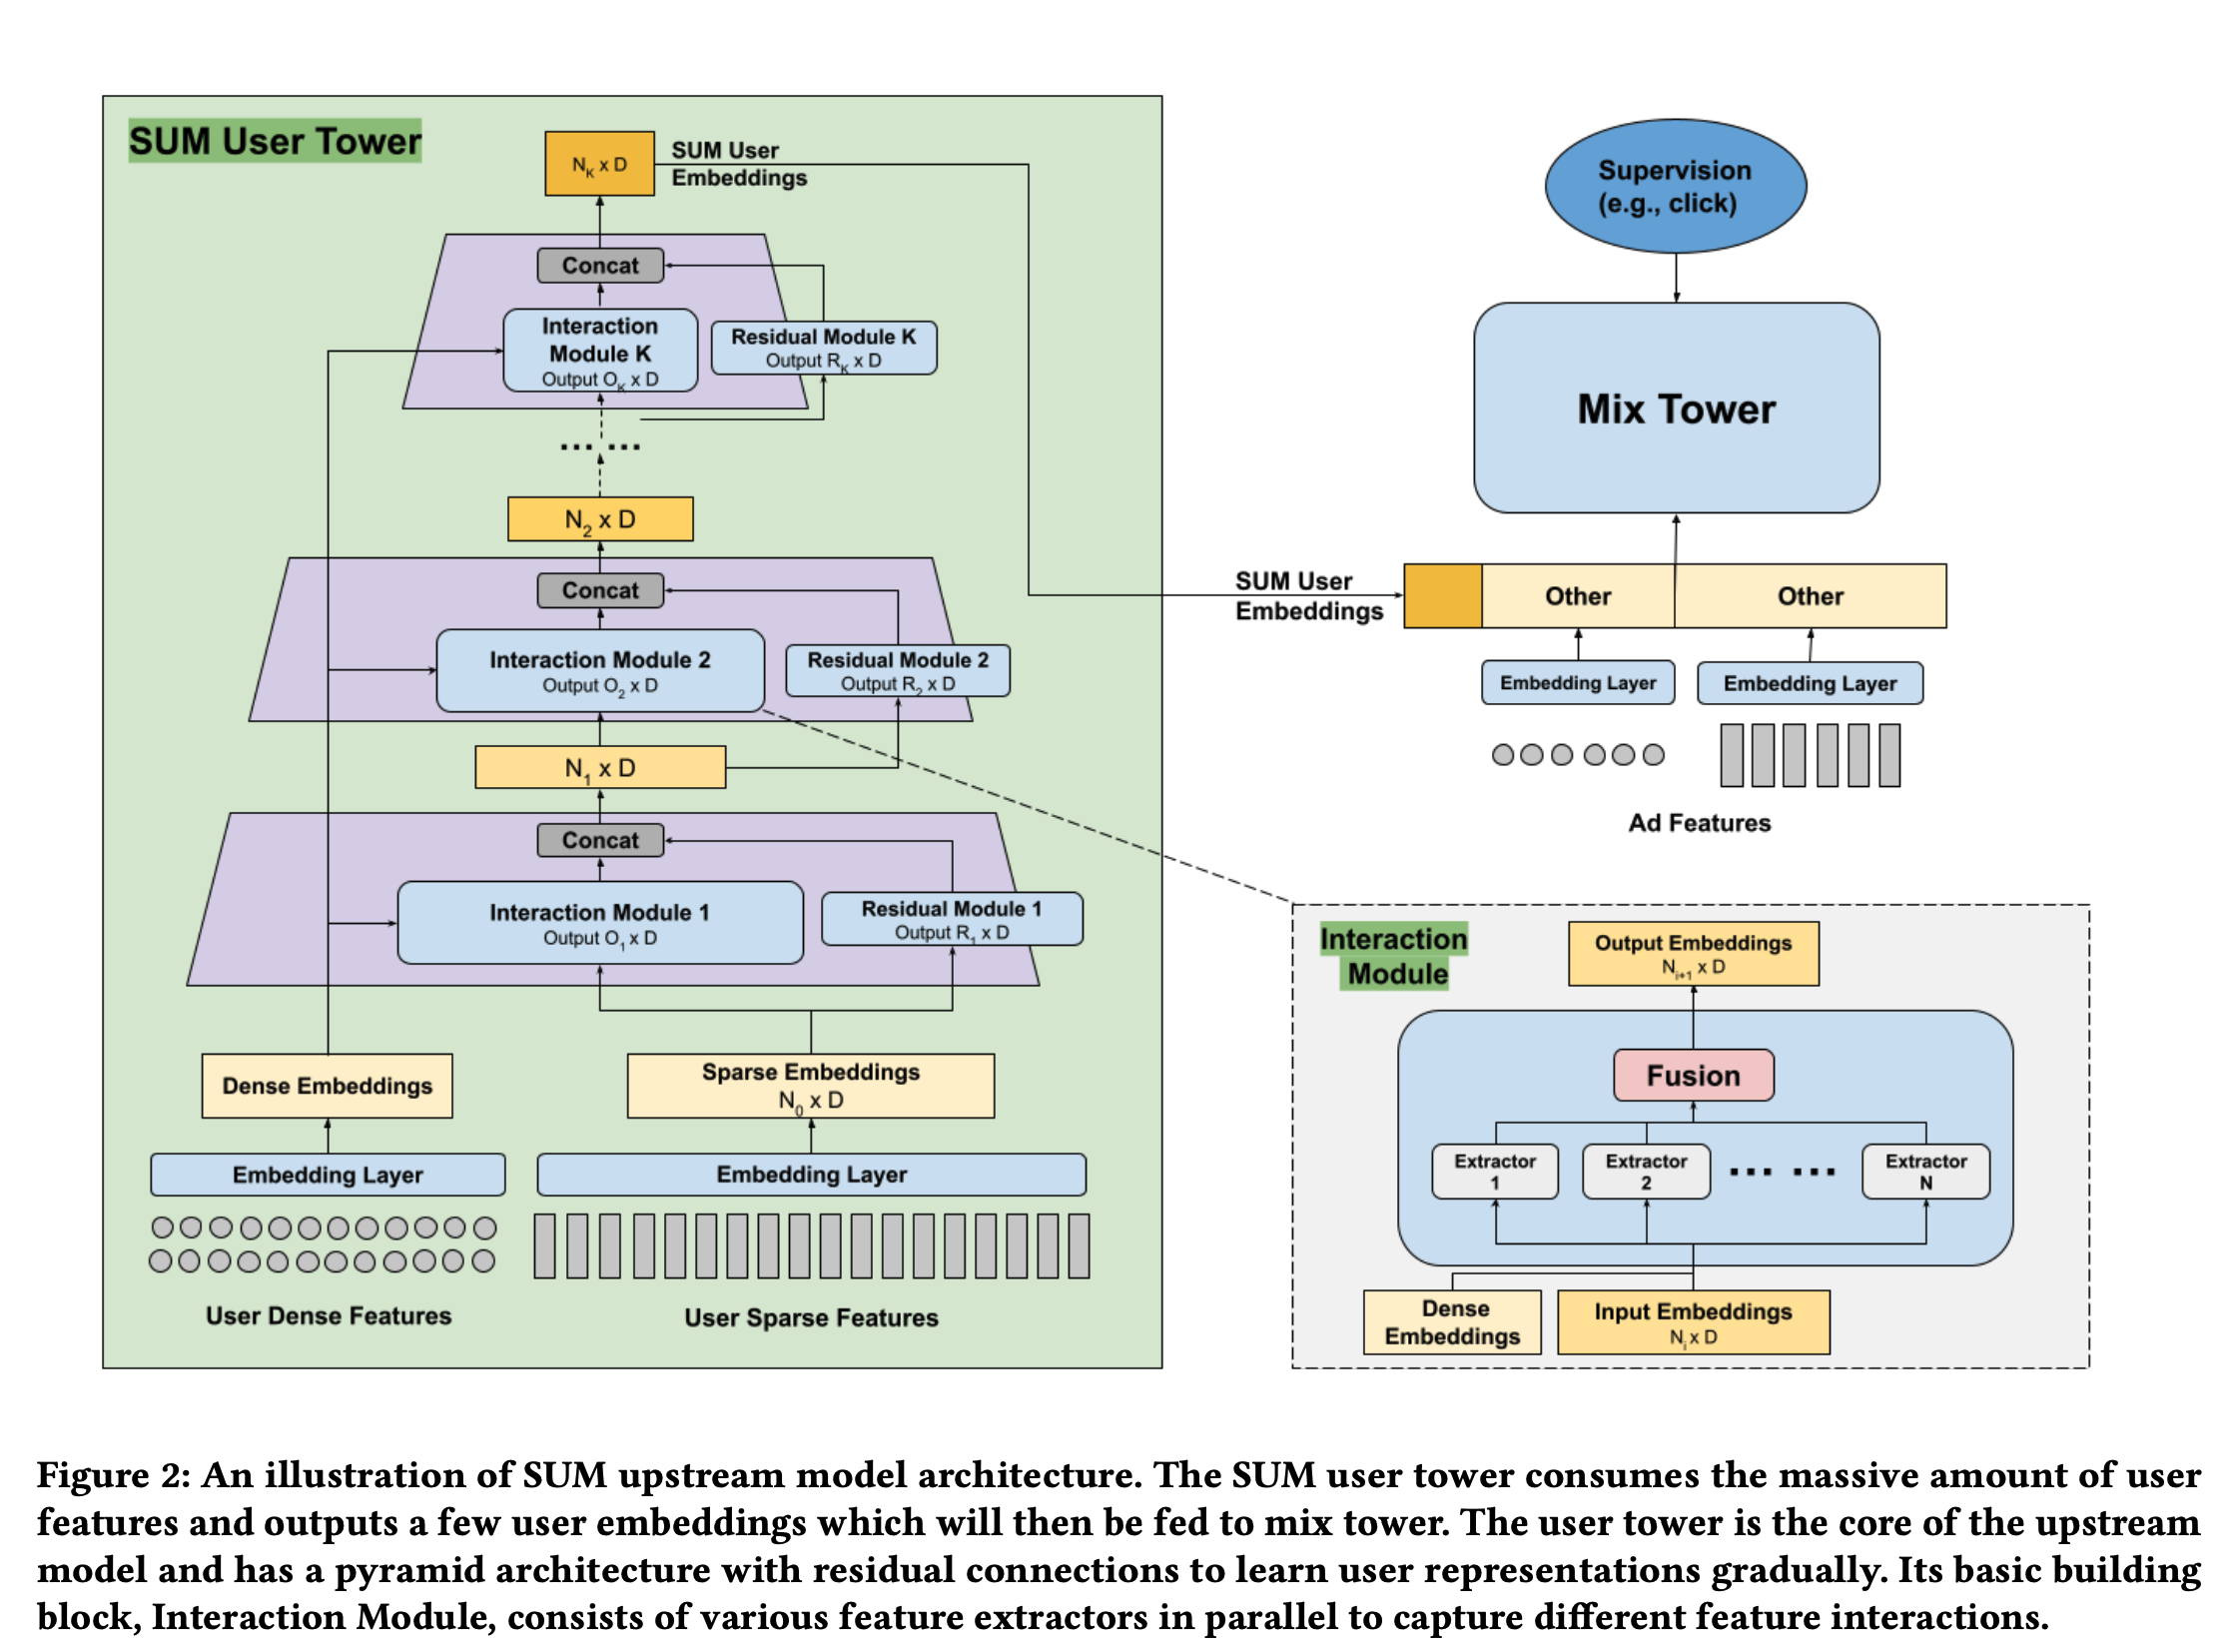 SUM User Tower
N_K x D
SUM User
Embeddings
Concat
Interaction
Module K
Output O_K x D
Residual Module K
Output R_K x D
... ...
N_2 x D
Concat
Interaction Module 2
Output O_2 x D
Residual Module 2
Output R_2 x D
N_1 x D
Concat
Interaction Module 1
Output O_1 x D
Residual Module 1
Output R_1 x D
Dense Embeddings
Sparse Embeddings
N_0 x D
Embedding Layer
Embedding Layer
User Dense Features
User Sparse Features
Supervision
(e.g., click)
Mix Tower
SUM User
Embeddings
Other
Other
Embedding Layer
Embedding Layer
Ad Features
Interaction
Module
Output Embeddings
N_i+1 x D
Fusion
Extractor
1
Extractor
2
... ...
Extractor
N
Dense
Embeddings
Input Embeddings
N_i x D
Figure 2: An illustration of SUM upstream model architecture. The SUM user tower consumes the massive amount of user
features and outputs a few user embeddings which will then be fed to mix tower. The user tower is the core of the upstream
model and has a pyramid architecture with residual connections to learn user representations gradually. Its basic building
block, Interaction Module, consists of various feature extractors in parallel to capture different feature interactions.